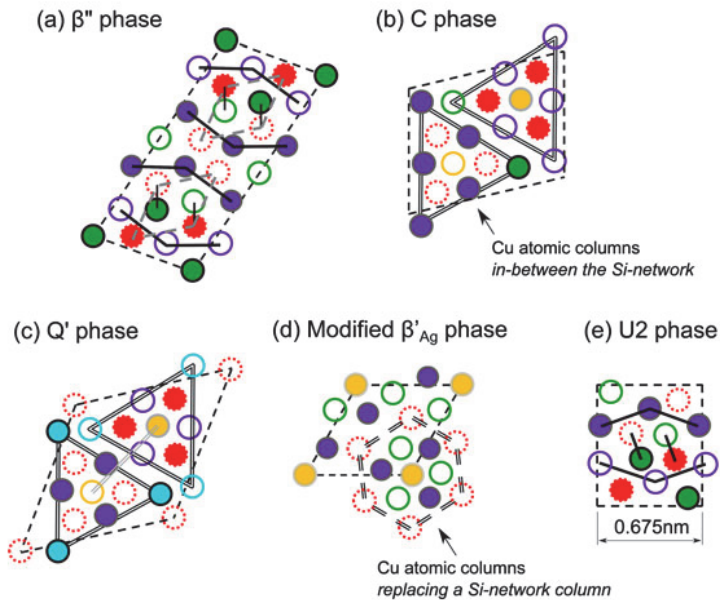 (a) β" phase
(b) C phase
Cu atomic columns
in-between the Si-network
(c) Q' phase
(d) Modified β'Ag phase
(e) U2 phase
0.675nm
Cu atomic columns
replacing a Si-network column